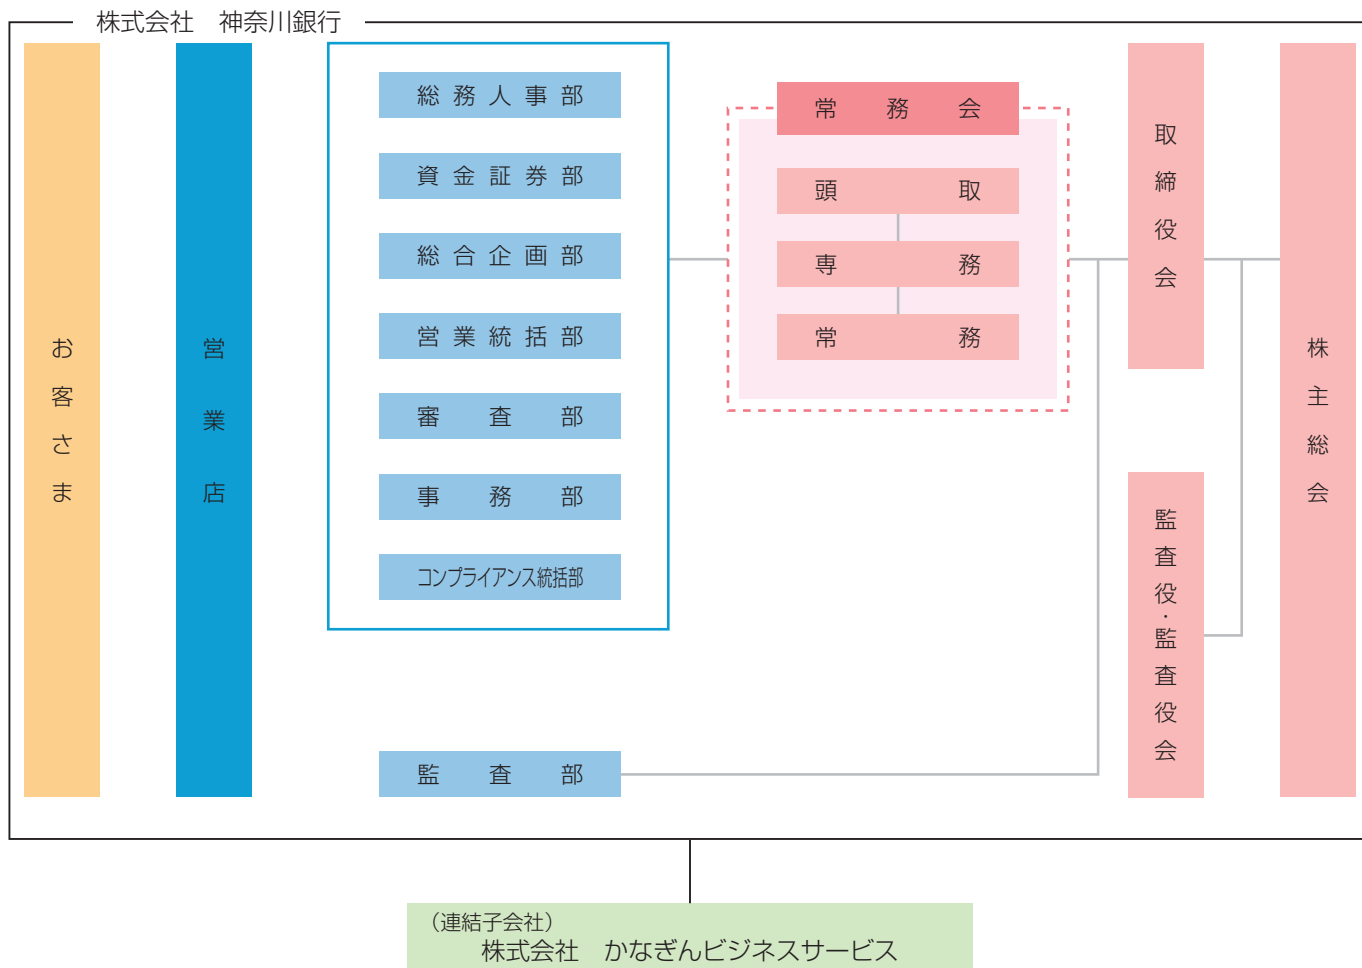 株式会社　神奈川銀行
お客さま
営業店
総務人事部
資金証券部
総合企画部
営業統括部
審査部
事務部
コンプライアンス統括部
監査部
常務会
頭取
専務
常務
取締役会
監査役・監査役会
株主総会
（連結子会社）
株式会社　かなぎんビジネスサービス